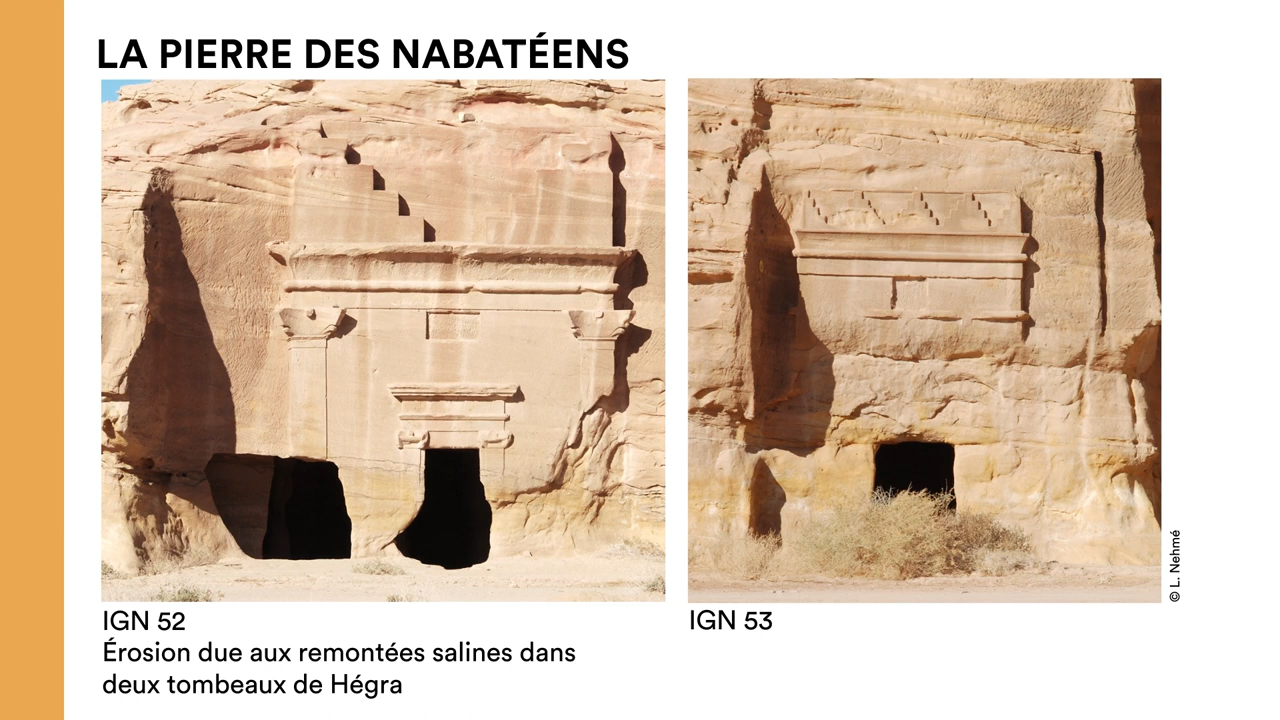 LA PIERRE DES NABATÉENS
IGN 52
Érosion due aux remontées salines dans
deux tombeaux de Hégra
IGN 53
© L. Nehmé